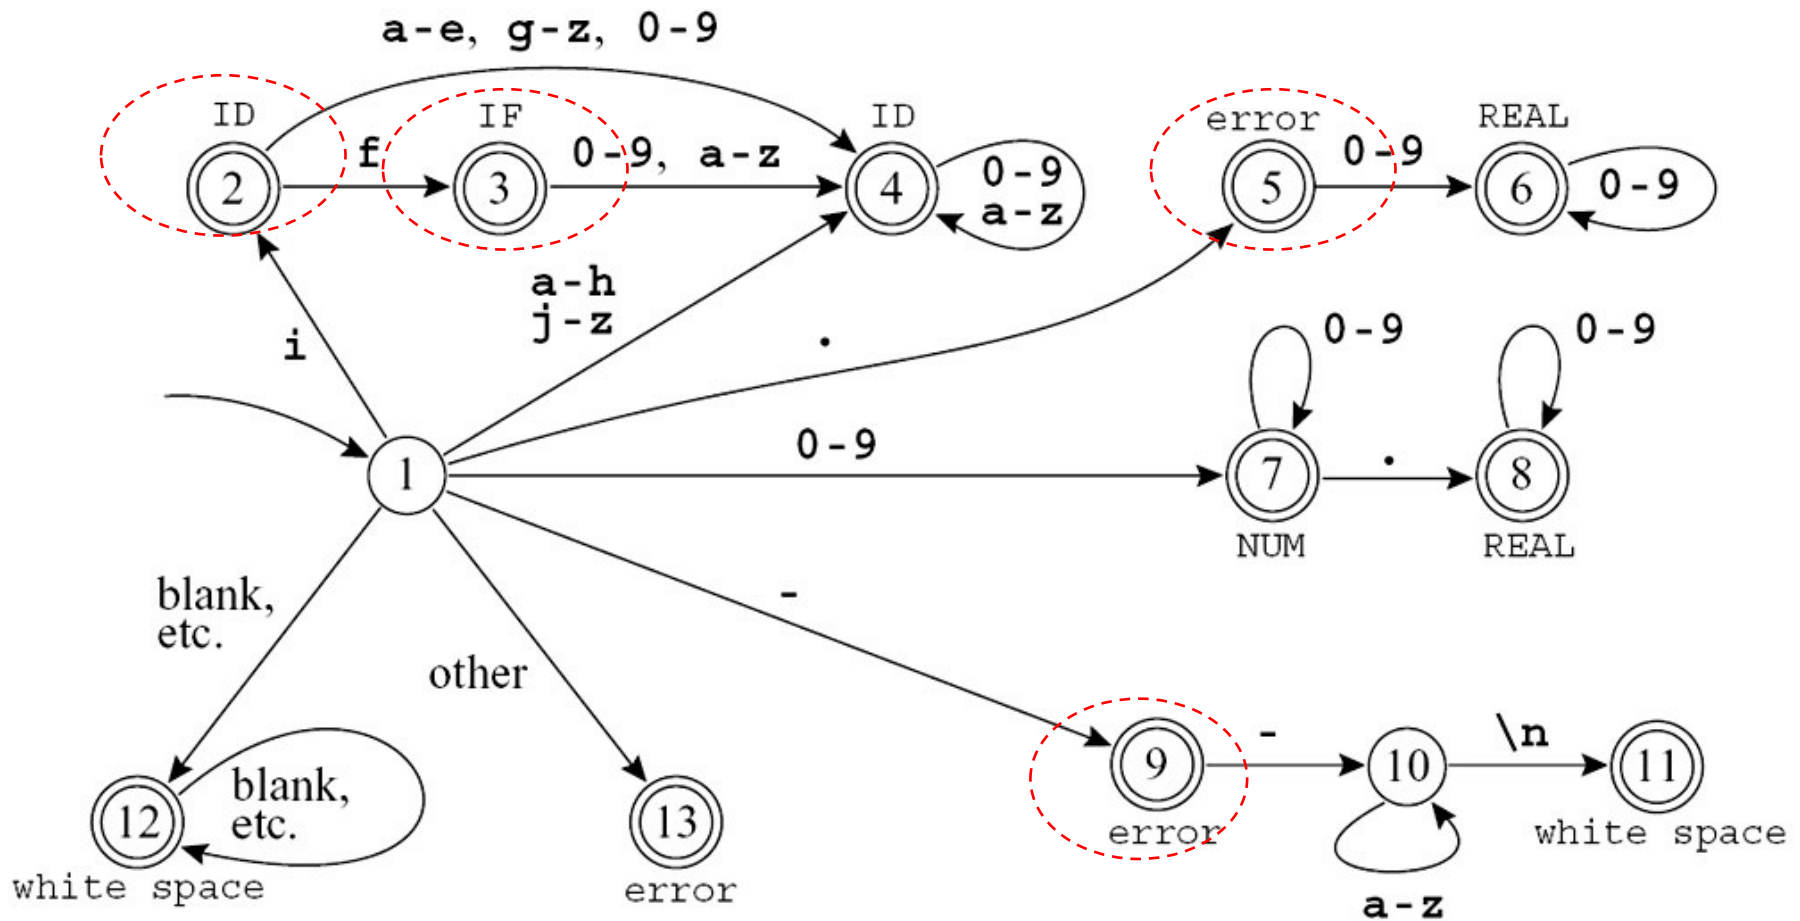 a-e, g-z, 0-9
ID
IF
ID
error
REAL
f
0-9, a-z
0-9
2
3
4
0-9
a-z
5
6
0-9
a-h
j-z
i
.
0-9
0-9
0-9
1
7
.
8
NUM
REAL
blank,
etc.
-
other
-
\n
9
10
11
12
blank,
etc.
13
error
white space
white space
error
a-z